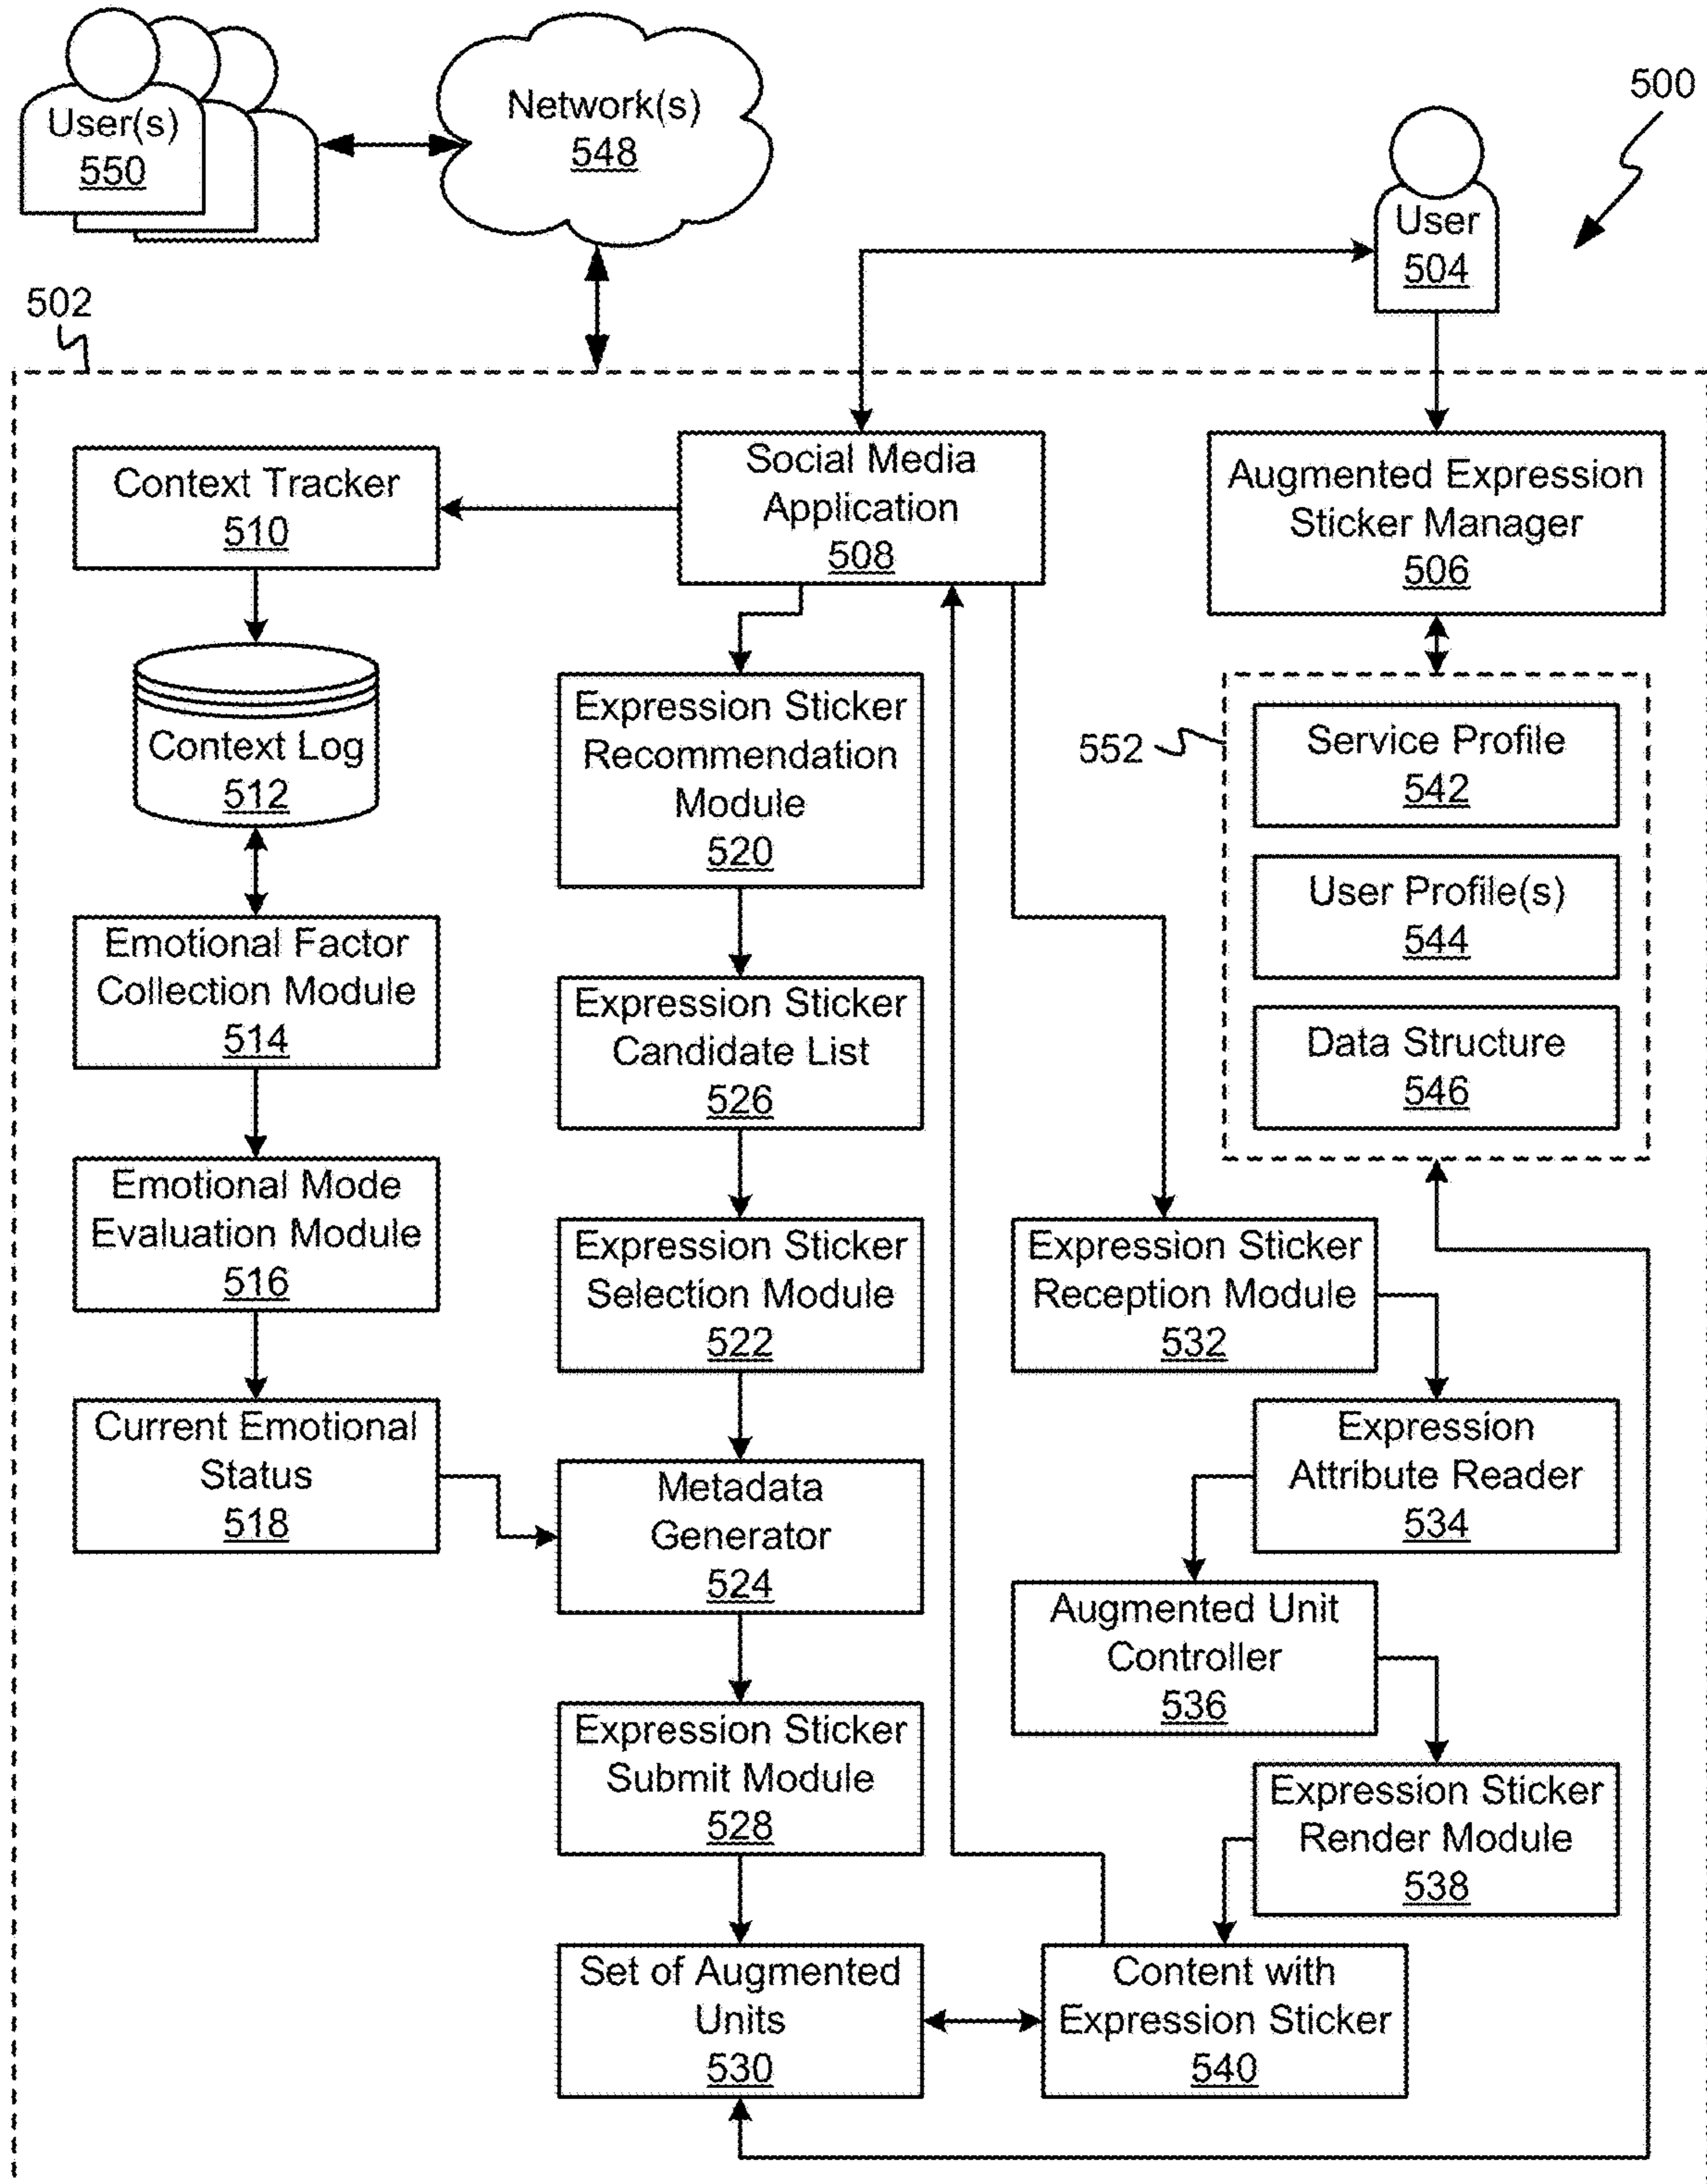 User(s)
550
Network(s)
548
500
User
504
502
Context Tracker
510
Social Media
Application
508
Augmented Expression
Sticker Manager
506
Context Log
512
Expression Sticker
Recommendation
Module
520
552
Service Profile
542
User Profile(s)
544
Data Structure
546
Emotional Factor
Collection Module
514
Expression Sticker
Candidate List
526
Emotional Mode
Evaluation Module
516
Expression Sticker
Selection Module
522
Expression Sticker
Reception Module
532
Current Emotional
Status
518
Metadata
Generator
524
Expression
Attribute Reader
534
Augmented Unit
Controller
536
Expression Sticker
Submit Module
528
Expression Sticker
Render Module
538
Set of Augmented
Units
530
Content with
Expression Sticker
540